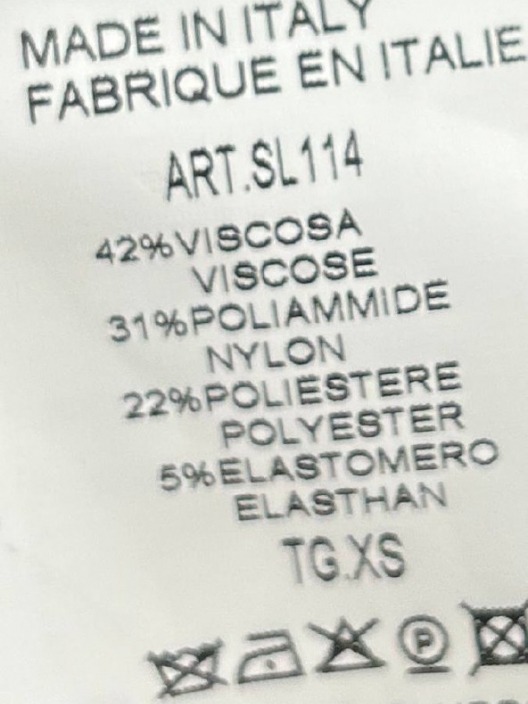 MADE IN ITALY
FABRIQUE EN ITALIE
ART.SL114
42%VISCOSA
VISCOSE
31%POLIAMMIDE
NYLON
22%POLIESTERE
POLYESTER
5%ELASTOMERO
ELASTHAN
TG.XS
P